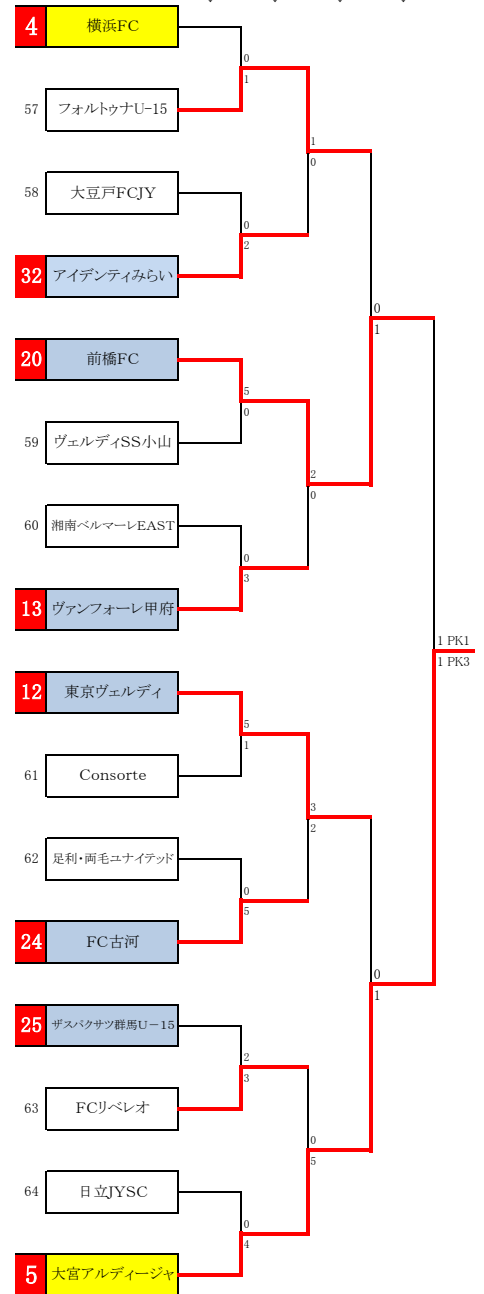 4 横浜FC
0
1
57 フォルトゥナU-15
1
0
58 大豆戸FCJY
0
2
32 アイデンティみらい
0
1
20 前橋FC
5
0
59 ヴェルディSS小山
2
0
60 湘南ベルマーレEAST
0
3
13 ヴァンフォーレ甲府
1 PK1
1 PK3
12 東京ヴェルディ
5
1
61 Consorte
3
2
62 足利・両毛ユナイテッド
0
5
24 FC古河
0
1
25 ザスパクサツ群馬U-15
2
3
63 FCリベレオ
0
5
64 日立JYSC
0
4
5 大宮アルディージャ